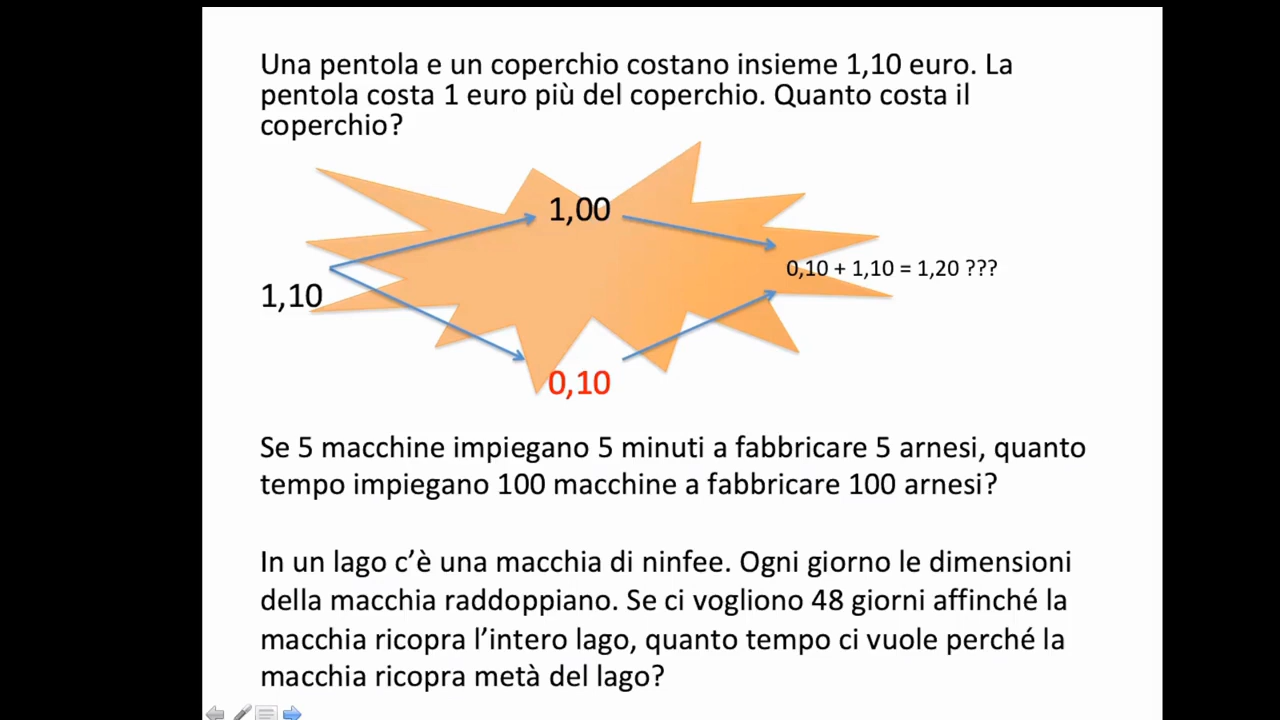 Una pentola e un coperchio costano insieme 1,10 euro. La
pentola costa 1 euro più del coperchio. Quanto costa il
coperchio?
1,00
0,10 + 1,10 = 1,20 ???
1,10
0,10
Se 5 macchine impiegano 5 minuti a fabbricare 5 arnesi, quanto
tempo impiegano 100 macchine a fabbricare 100 arnesi?
In un lago c’è una macchia di ninfee. Ogni giorno le dimensioni
della macchia raddoppiano. Se ci vogliono 48 giorni affinché la
macchia ricopra l’intero lago, quanto tempo ci vuole perché la
macchia ricopra metà del lago?